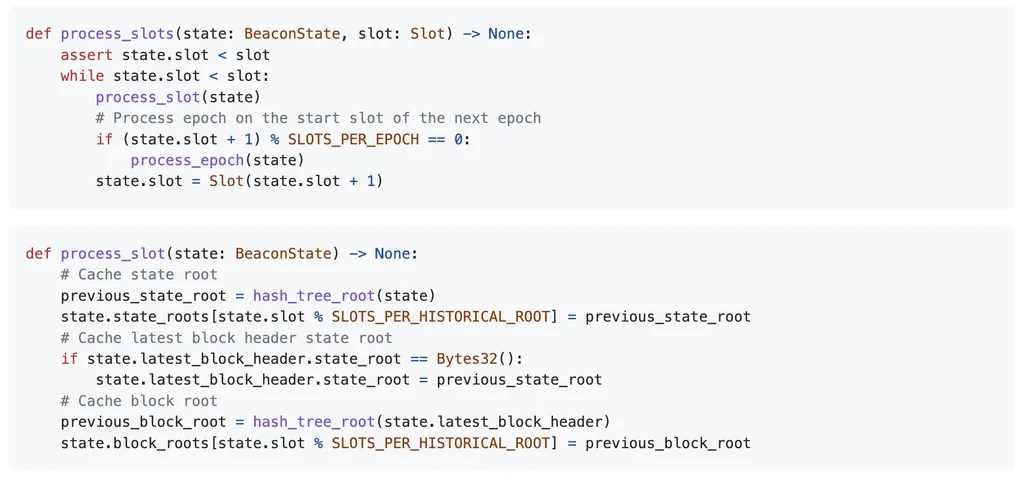 def process_slots(state: BeaconState, slot: Slot) -> None:
    assert state.slot < slot
    while state.slot < slot:
        process_slot(state)
        # Process epoch on the start slot of the next epoch
        if (state.slot + 1) % SLOTS_PER_EPOCH == 0:
            process_epoch(state)
        state.slot = Slot(state.slot + 1)
def process_slot(state: BeaconState) -> None:
    # Cache state root
    previous_state_root = hash_tree_root(state)
    state.state_roots[state.slot % SLOTS_PER_HISTORICAL_ROOT] = previous_state_root
    # Cache latest block header state root
    if state.latest_block_header.state_root == Bytes32():
        state.latest_block_header.state_root = previous_state_root
    # Cache block root
    previous_block_root = hash_tree_root(state.latest_block_header)
    state.block_roots[state.slot % SLOTS_PER_HISTORICAL_ROOT] = previous_block_root